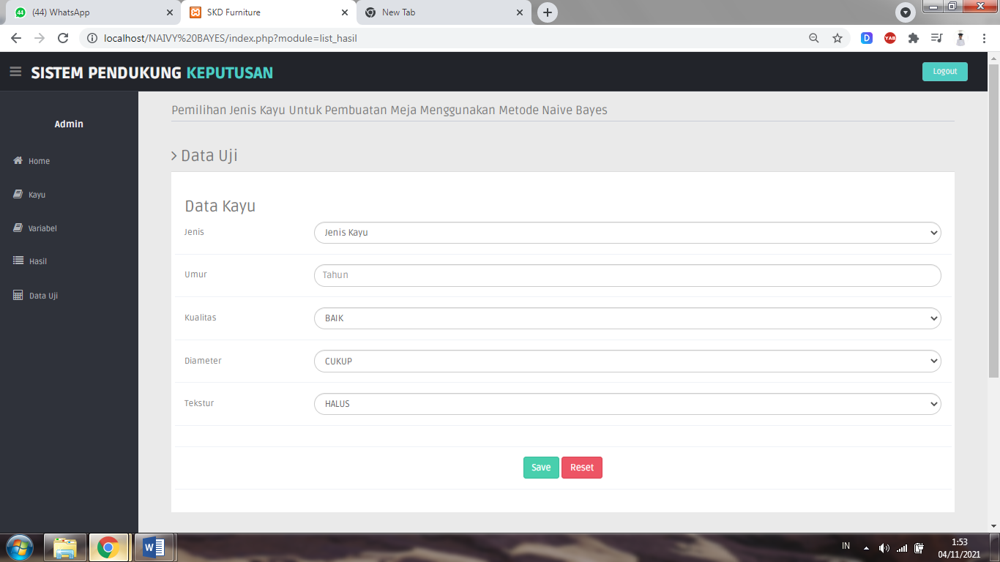 44 (44) WhatsApp SKD Furniture New Tab
localhost/NAIVY%20BAYES/index.php?module=list_hasil
D YAB
SISTEM PENDUKUNG KEPUTUSAN
Logout
Admin
Home
Kayu
Variabel
Hasil
Data Uji
Pemilihan Jenis Kayu Untuk Pembuatan Meja Menggunakan Metode Naive Bayes
> Data Uji
Data Kayu
Jenis Jenis Kayu
Umur Tahun
Kualitas BAIK
Diameter CUKUP
Tekstur HALUS
Save Reset
W IN 1:53
04/11/2021